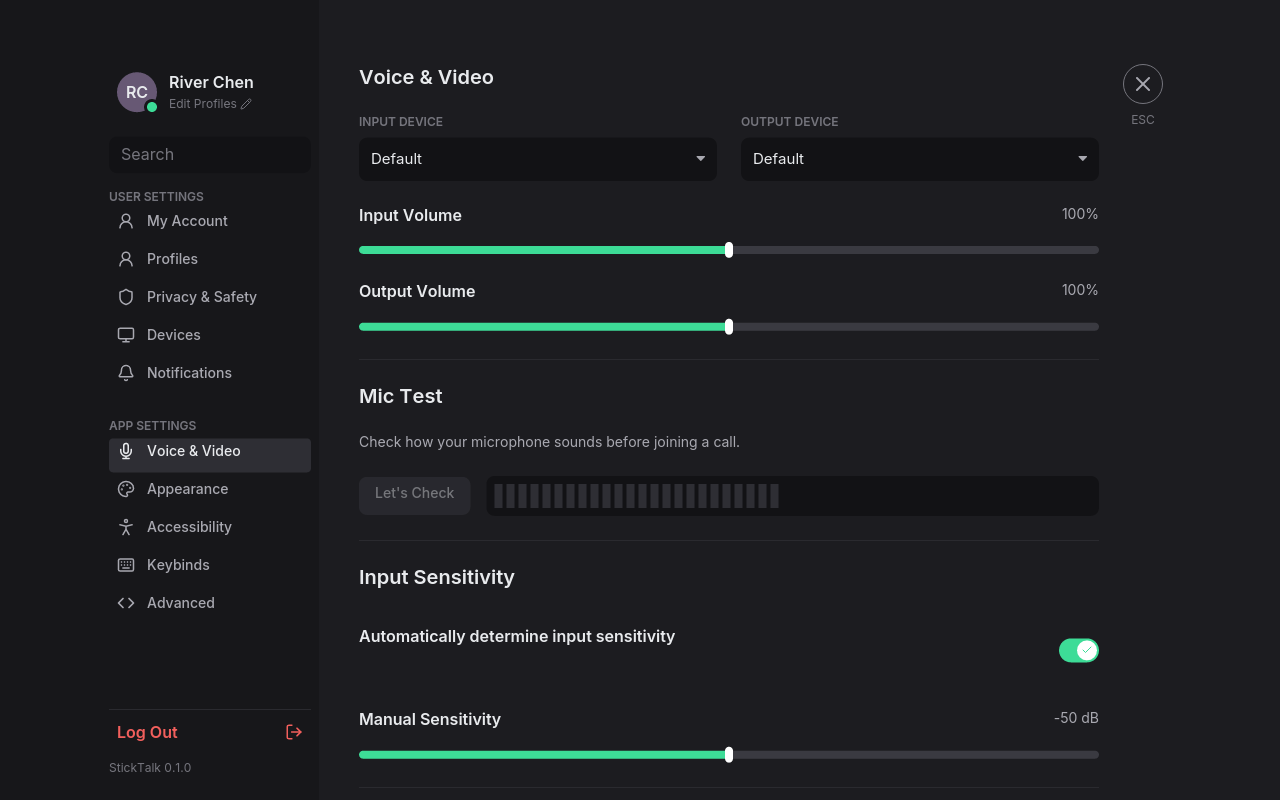 RC
River Chen
Edit Profiles
Search
USER SETTINGS
My Account
Profiles
Privacy & Safety
Devices
Notifications
APP SETTINGS
Voice & Video
Appearance
Accessibility
Keybinds
Advanced
Log Out
StickTalk 0.1.0
Voice & Video
ESC
INPUT DEVICE
OUTPUT DEVICE
Default
Default
Input Volume
100%
Output Volume
100%
Mic Test
Check how your microphone sounds before joining a call.
Let's Check
Input Sensitivity
Automatically determine input sensitivity
Manual Sensitivity
-50 dB